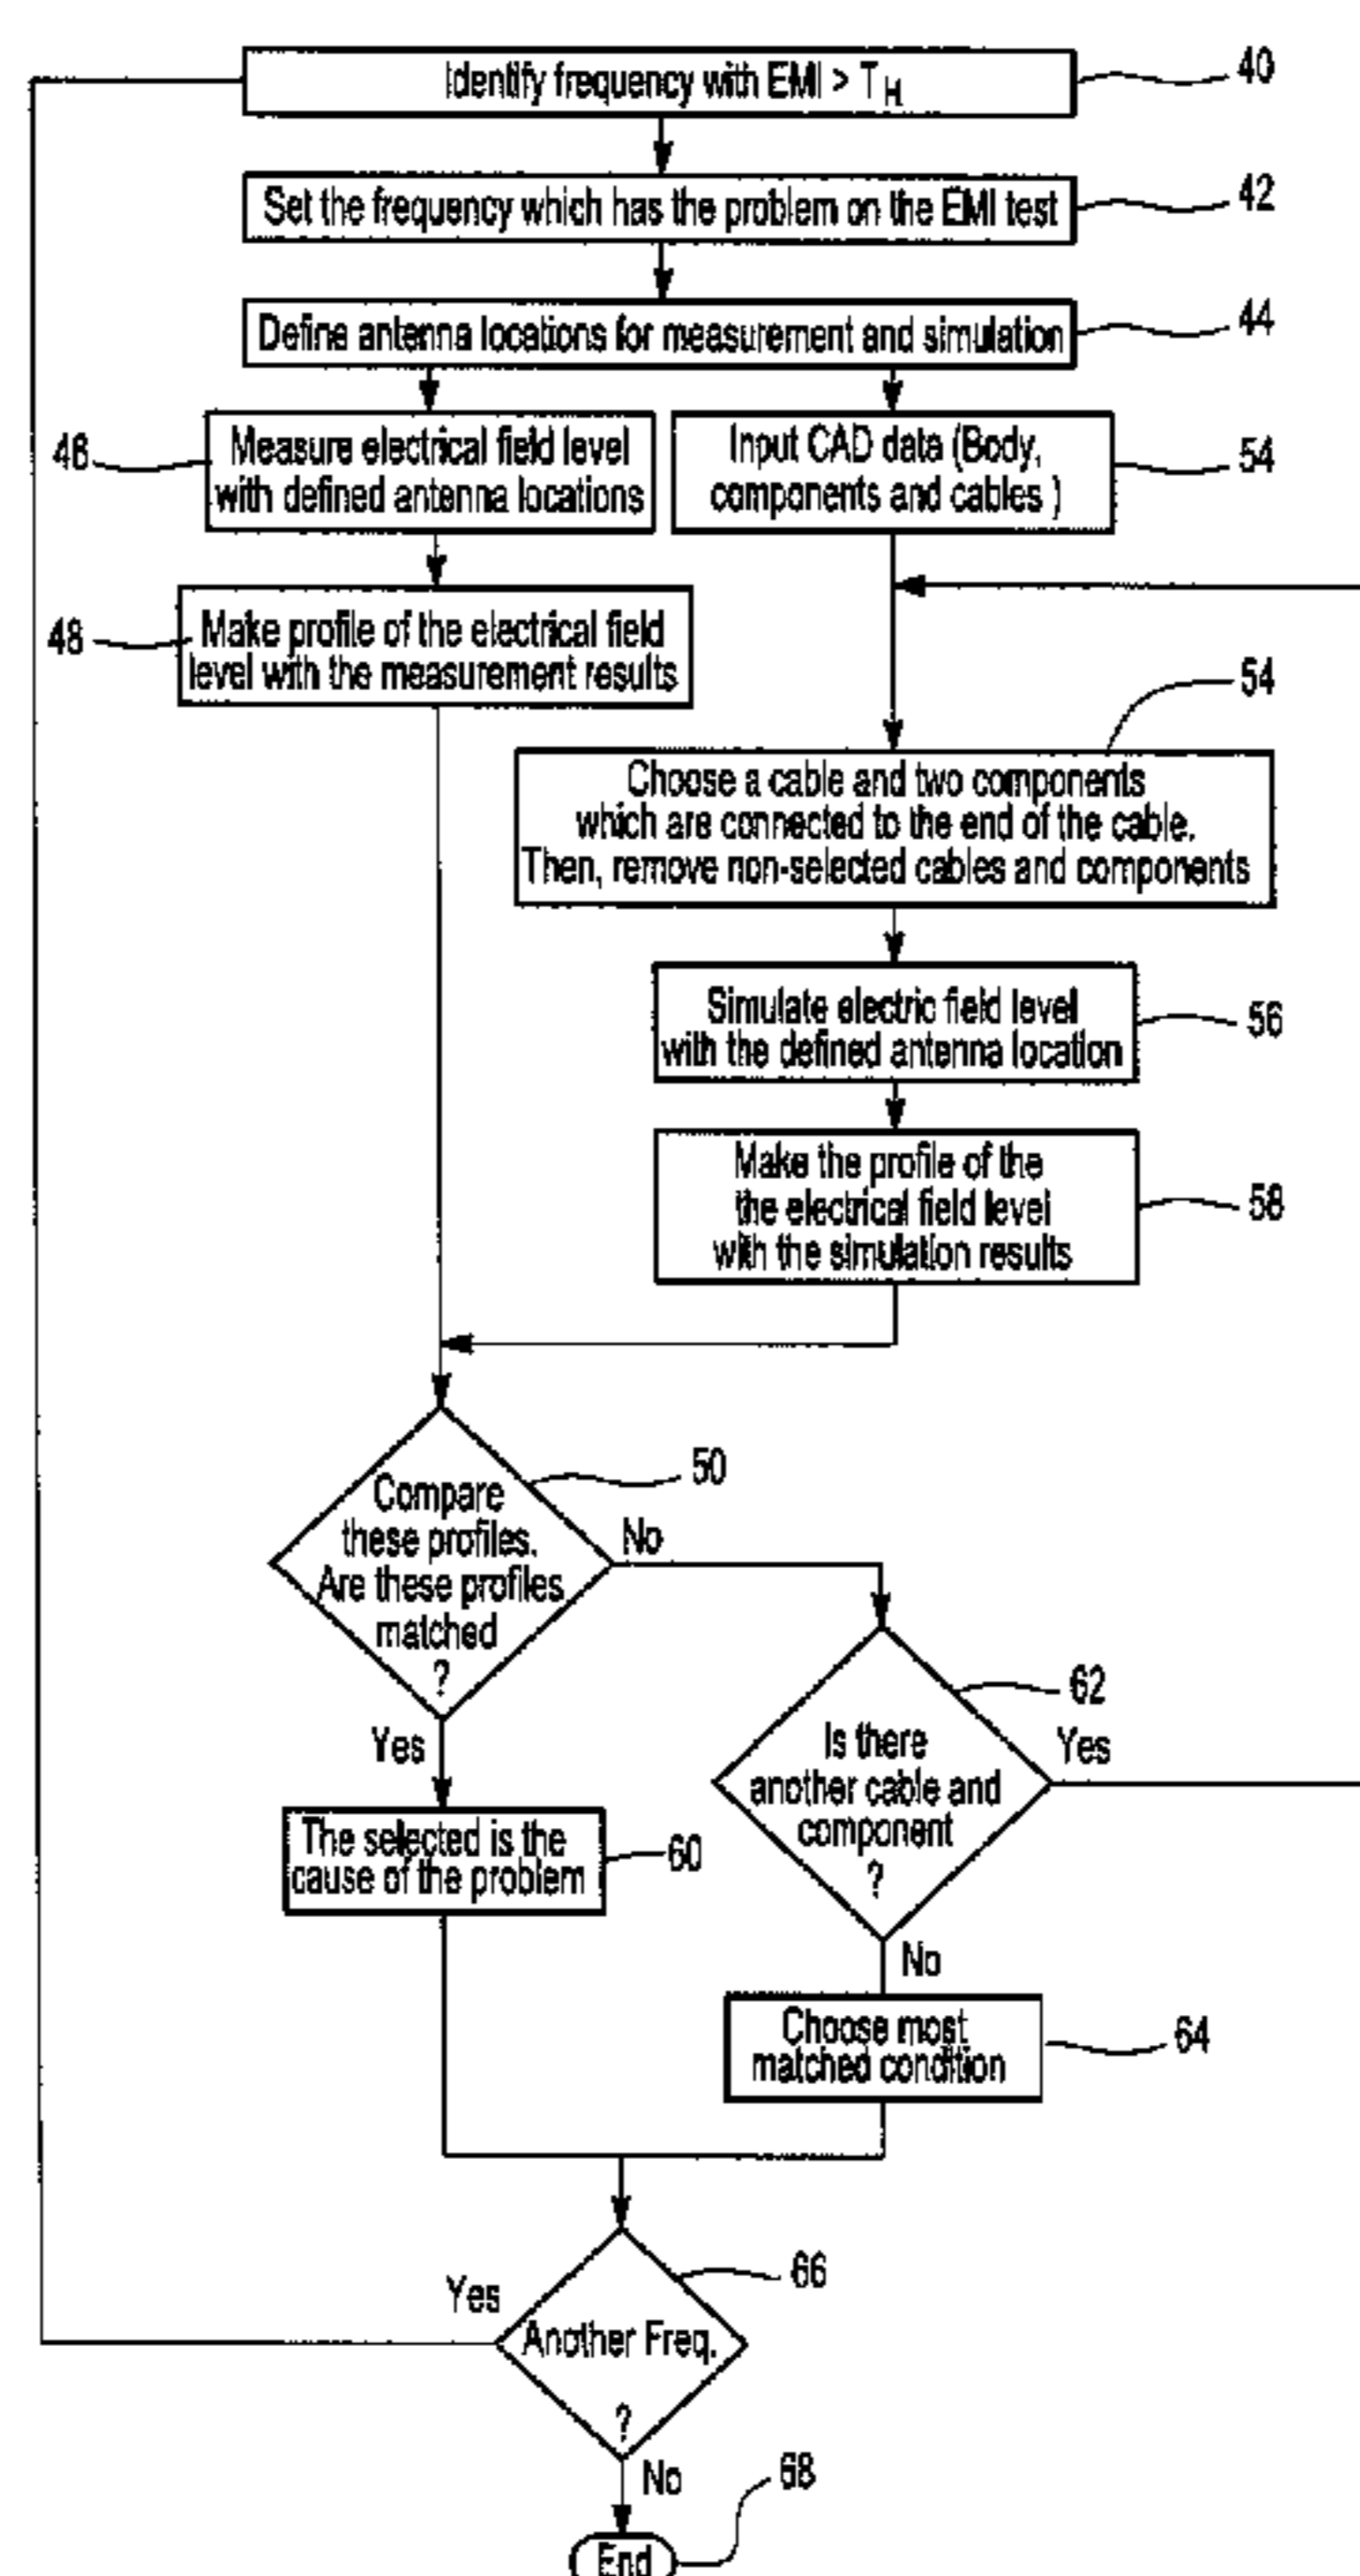 Identify frequency with EMI > TH
40
Set the frequency which has the problem on the EMI test
42
Define antenna locations for measurement and simulation
44
46
Measure electrical field level
with defined antenna locations
Input CAD data (Body,
components and cables )
54
48
Make profile of the electrical field
level with the measurement results
54
Choose a cable and two components
which are connected to the end of the cable.
Then, remove non-selected cables and components
Simulate electric field level
with the defined antenna location
56
Make the profile of the
the electrical field level
with the simulation results
58
50
Compare
these profiles.
Are these profiles
matched
?
No
Yes
62
Is there
another cable and
component
?
Yes
The selected is the
cause of the problem
60
No
Choose most
matched condition
64
66
Yes
Another Freq.
?
No
68
End